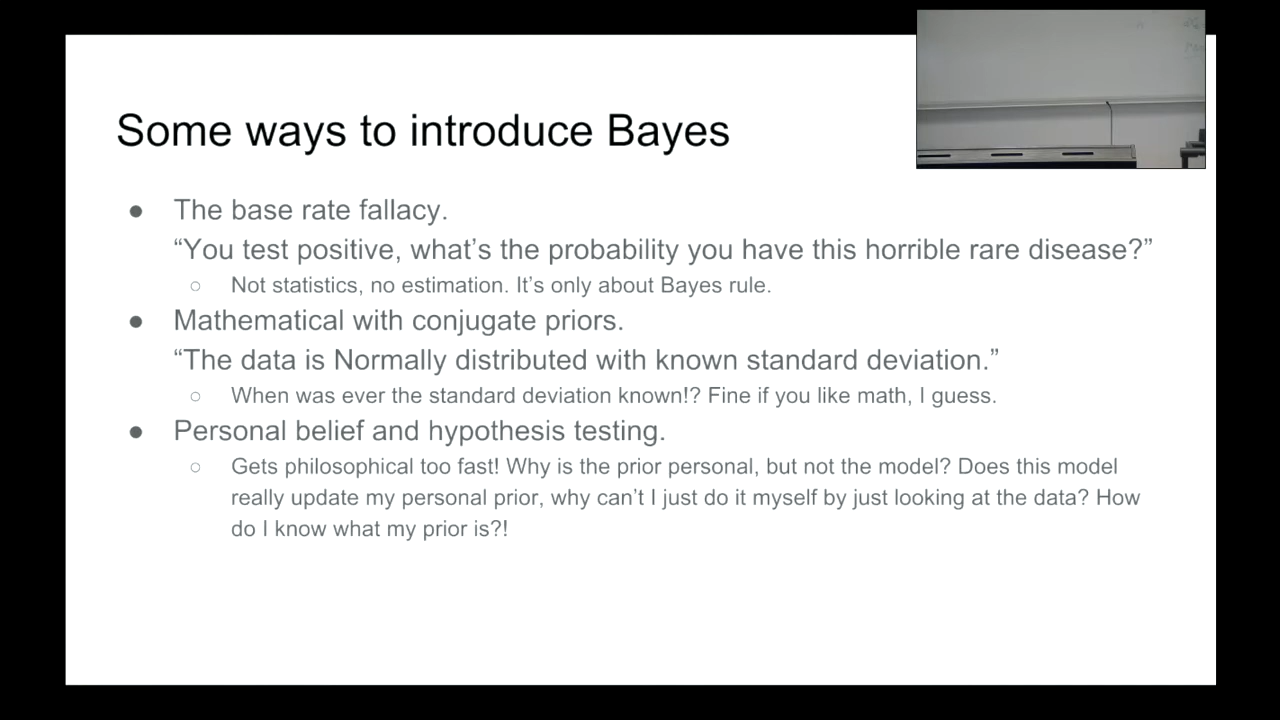 Some ways to introduce Bayes
● The base rate fallacy.
“You test positive, what’s the probability you have this horrible rare disease?”
○ Not statistics, no estimation. It’s only about Bayes rule.
● Mathematical with conjugate priors.
“The data is Normally distributed with known standard deviation.”
○ When was ever the standard deviation known!? Fine if you like math, I guess.
● Personal belief and hypothesis testing.
○ Gets philosophical too fast! Why is the prior personal, but not the model? Does this model
really update my personal prior, why can’t I just do it myself by just looking at the data? How
do I know what my prior is?!